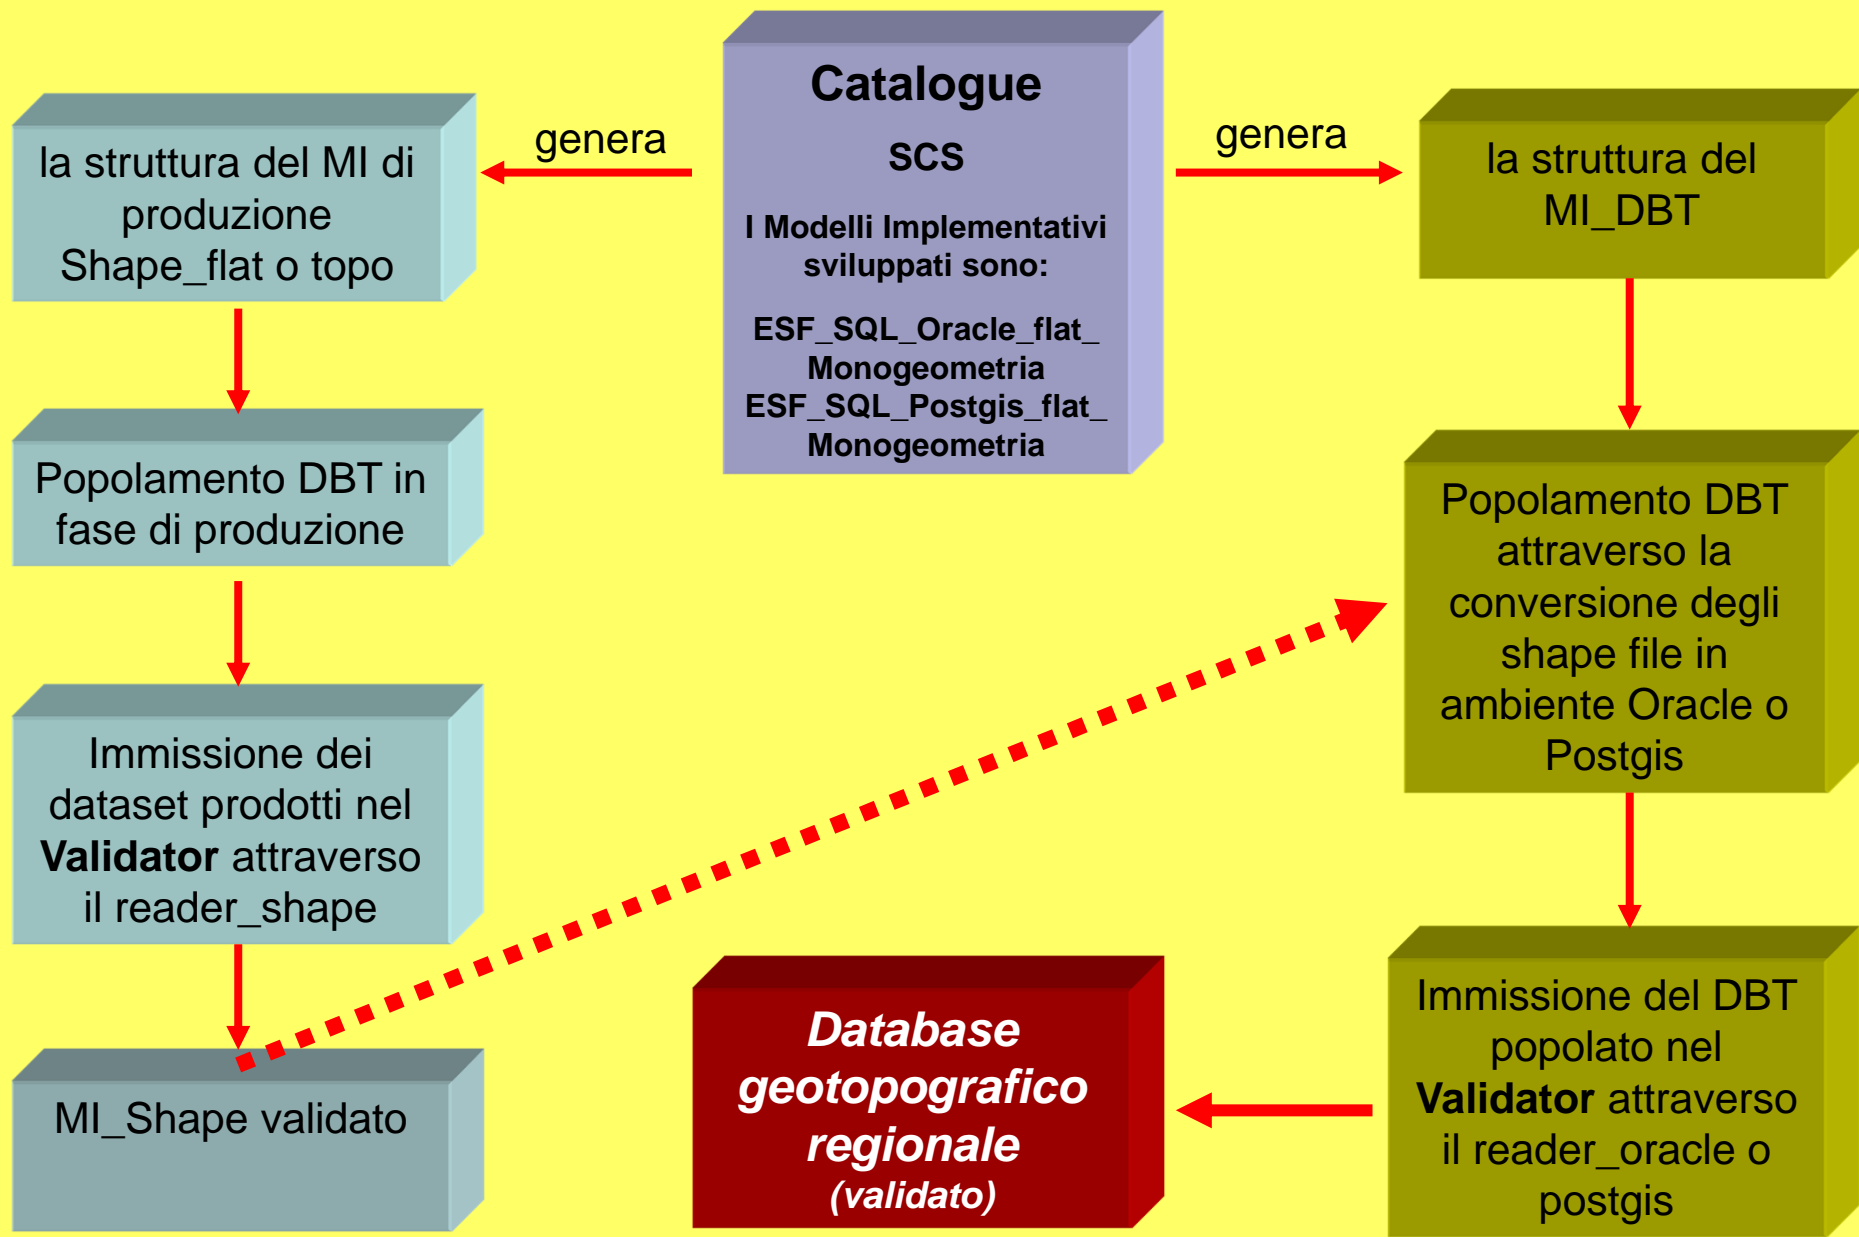 Catalogue
SCS
I Modelli Implementativi
sviluppati sono:
ESF_SQL_Oracle_flat_
Monogeometria
ESF_SQL_Postgis_flat_
Monogeometria
genera
genera
la struttura del MI di
produzione
Shape_flat o topo
Popolamento DBT in
fase di produzione
Immissione dei
dataset prodotti nel
Validator attraverso
il reader_shape
MI_Shape validato
la struttura del
MI_DBT
Popolamento DBT
attraverso la
conversione degli
shape file in
ambiente Oracle o
Postgis
Immissione del DBT
popolato nel
Validator attraverso
il reader_oracle o
postgis
Database
geotopografico
regionale
(validato)